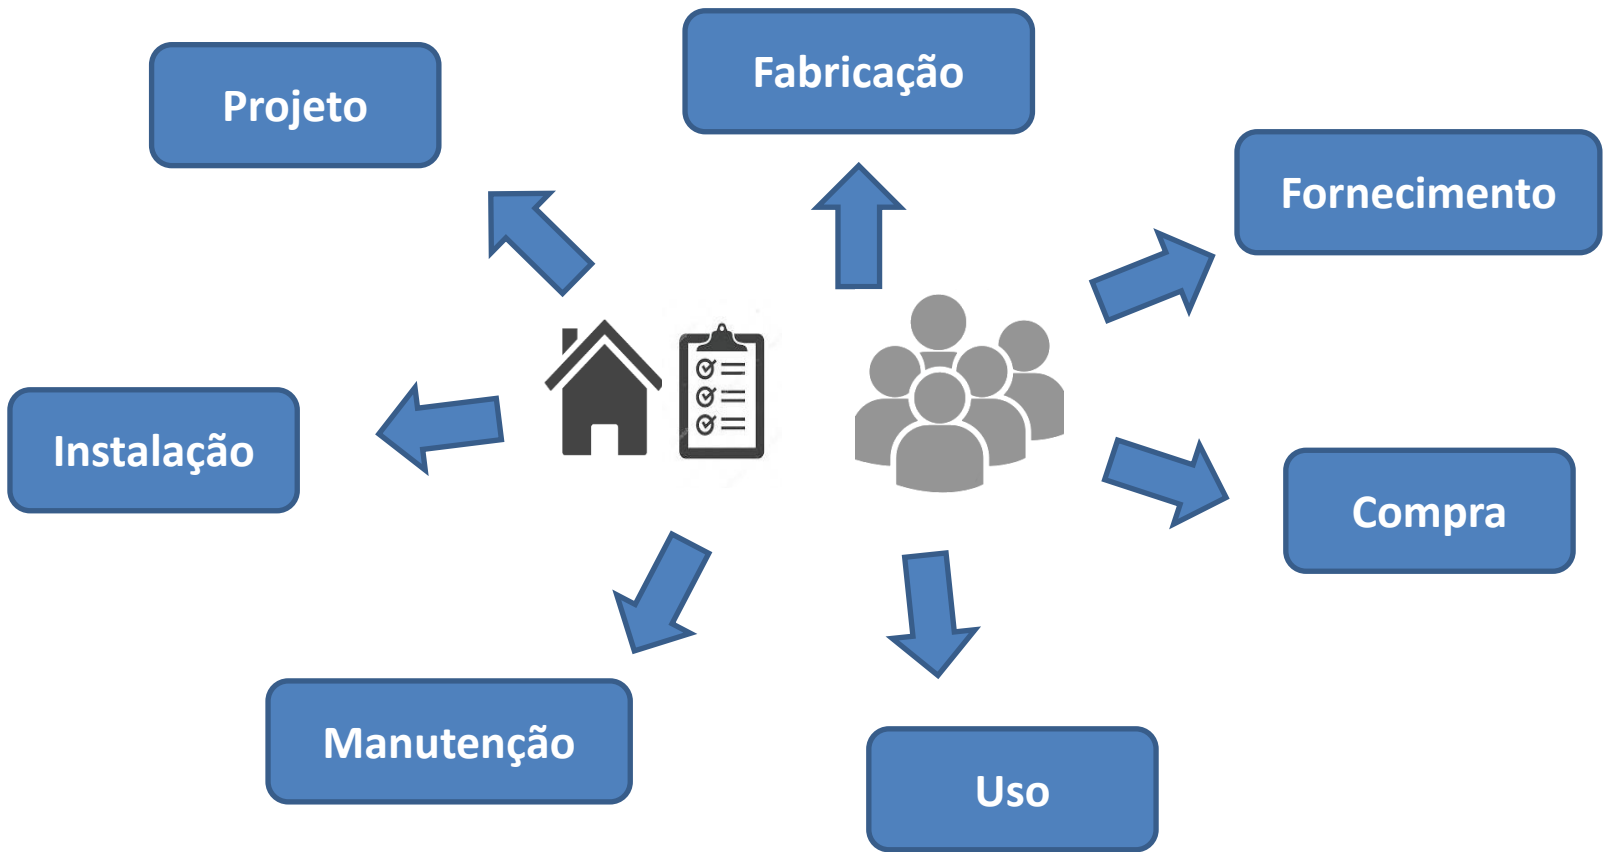 Projeto
Fabricação
Fornecimento
Instalação
Compra
Manutenção
Uso